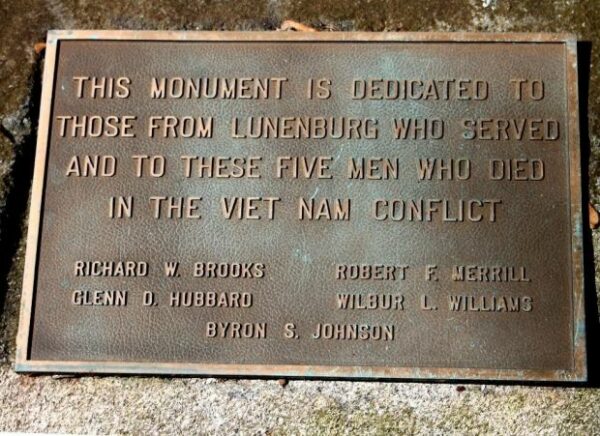 THIS MONUMENT IS DEDICATED TO
THOSE FROM LUNENBURG WHO SERVED
AND TO THESE FIVE MEN WHO DIED
IN THE VIET NAM CONFLICT
RICHARD W. BROOKS ROBERT F. MERRILL
GLENN D. HUBBARD WILBUR L. WILLIAMS
BYRON S. JOHNSON